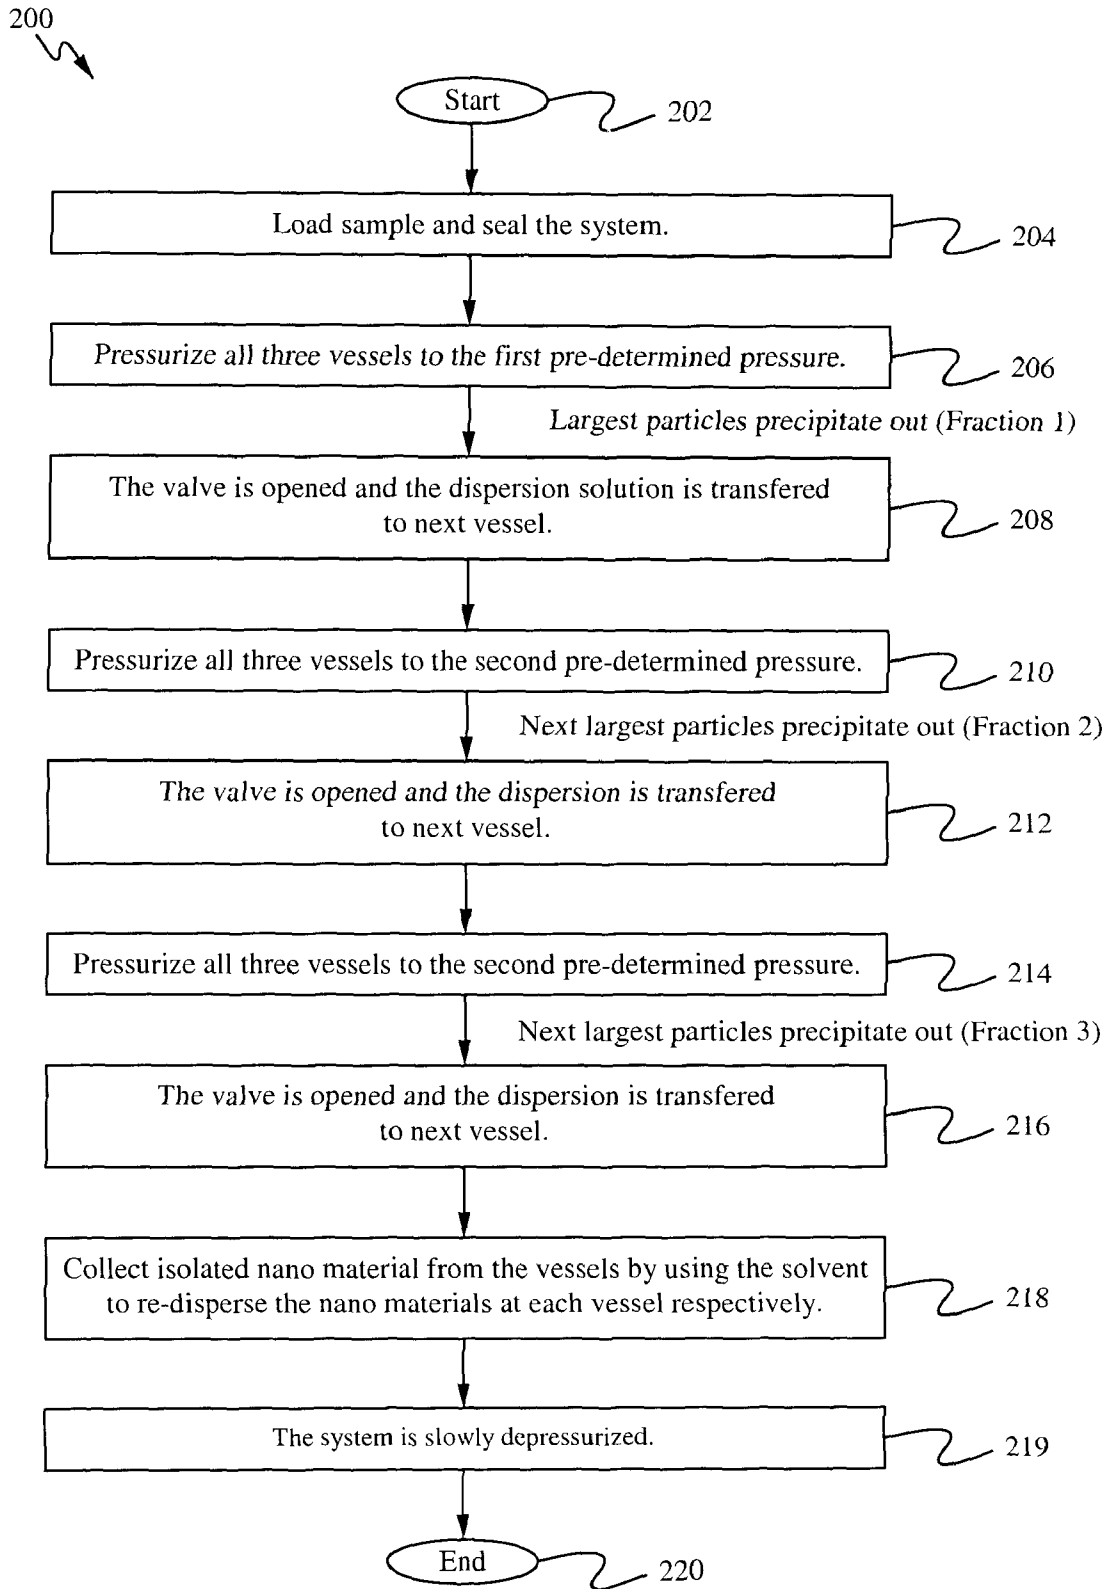 200
Start
202
Load sample and seal the system.
204
Pressurize all three vessels to the first pre-determined pressure.
206
Largest particles precipitate out (Fraction 1)
The valve is opened and the dispersion solution is transfered
to next vessel.
208
Pressurize all three vessels to the second pre-determined pressure.
210
Next largest particles precipitate out (Fraction 2)
The valve is opened and the dispersion is transfered
to next vessel.
212
Pressurize all three vessels to the second pre-determined pressure.
214
Next largest particles precipitate out (Fraction 3)
The valve is opened and the dispersion is transfered
to next vessel.
216
Collect isolated nano material from the vessels by using the solvent
to re-disperse the nano materials at each vessel respectively.
218
The system is slowly depressurized.
219
End
220